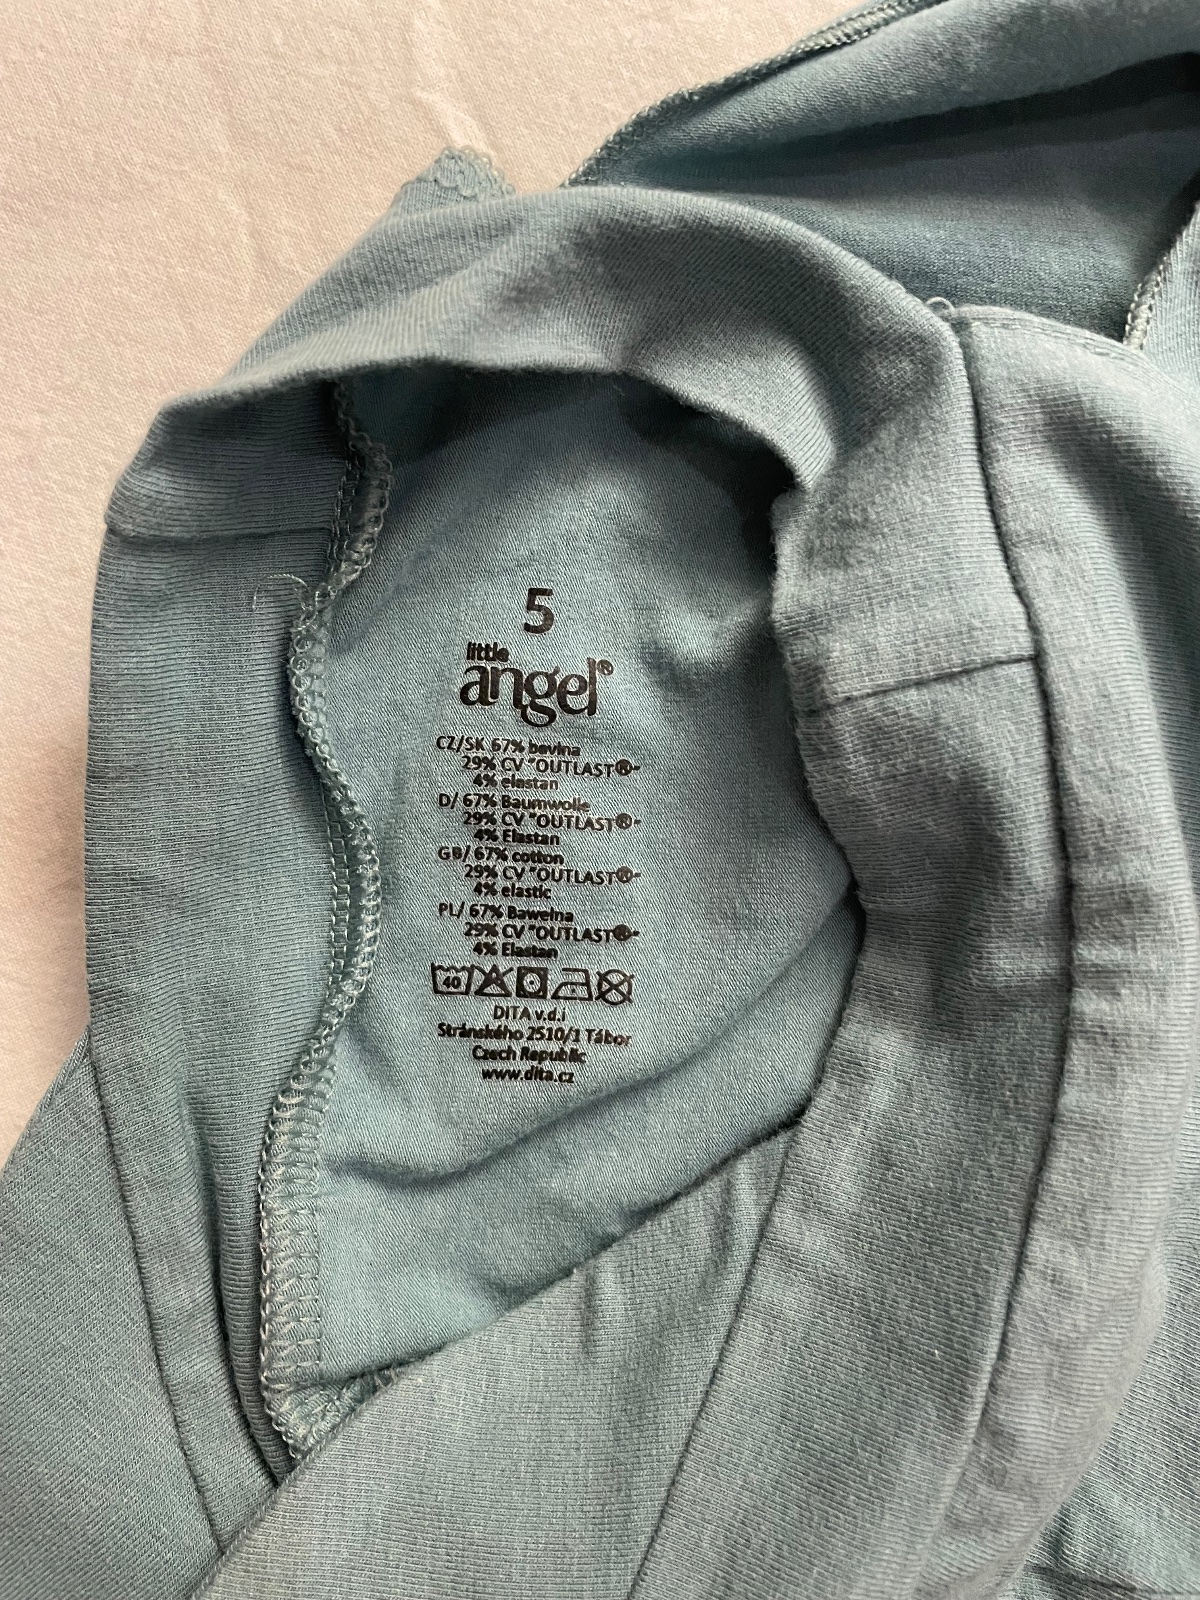 5
little
angel®
CZ/SK 67% bavlna
29% CV "OUTLAST®"
4% elastan
D/ 67% Baumwolle
29% CV "OUTLAST®"
4% Elastan
GB/ 67% cotton
29% CV "OUTLAST®"
4% elastic
PL/ 67% Bawelna
29% CV "OUTLAST®"
4% Elastan
40
DITA v.d.i
Stránského 2510/1 Tábor
Czech Republic
www.dita.cz